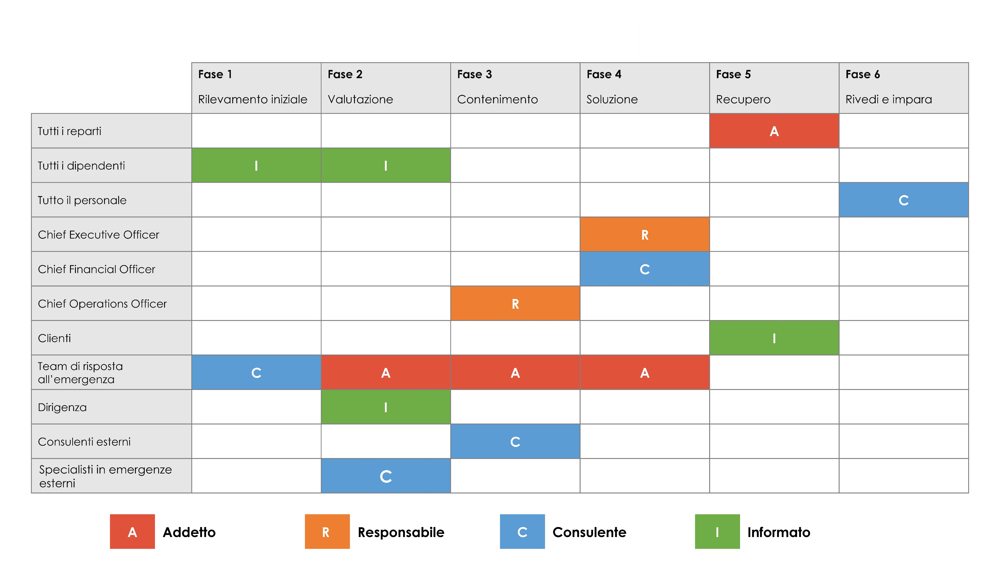 Fase 1
Fase 2
Fase 3
Fase 4
Fase 5
Fase 6
Rilevamento iniziale
Valutazione
Contenimento
Soluzione
Recupero
Rivedi e impara
Tutti i reparti
A
Tutti i dipendenti
I
I
Tutto il personale
C
Chief Executive Officer
R
Chief Financial Officer
C
Chief Operations Officer
R
Clienti
I
Team di risposta
all’emergenza
C
A
A
A
Dirigenza
I
Consulenti esterni
C
Specialisti in emergenze
esterni
C
A Addetto
R Responsabile
C Consulente
I Informato